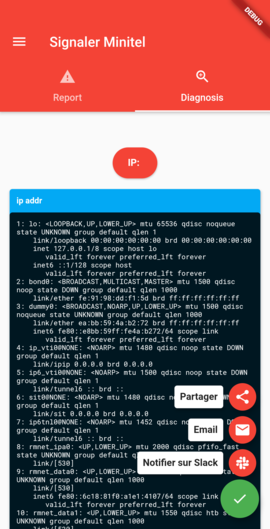 DEBUG
Signaler Minitel
Report
Diagnosis
IP:
ip addr
1: lo: <LOOPBACK,UP,LOWER_UP> mtu 65536 qdisc noqueue
state UNKNOWN group default qlen 1
link/loopback 00:00:00:00:00:00 brd 00:00:00:00:00:00
inet 127.0.0.1/8 scope host lo
valid_lft forever preferred_lft forever
inet6 ::1/128 scope host
valid_lft forever preferred_lft forever
2: bond0: <BROADCAST,MULTICAST,MASTER> mtu 1500 qdisc
noop state DOWN group default qlen 1000
link/ether fe:91:98:dd:f1:5d brd ff:ff:ff:ff:ff:ff
3: dummy0: <BROADCAST,NOARP,UP,LOWER_UP> mtu 1500 qdisc
noqueue state UNKNOWN group default qlen 1000
link/ether ea:bb:59:4a:b2:72 brd ff:ff:ff:ff:ff:ff
inet6 fe80::e8bb:59ff:fe4a:b272/64 scope link
valid_lft forever preferred_lft forever
4: ip_vti0@NONE: <NOARP> mtu 1480 qdisc noop state DOWN
group default qlen 1
link/ipip 0.0.0.0 brd 0.0.0.0
5: ip6_vti0@NONE: <NOARP> mtu 1500 qdisc noop state DOWN
group default qlen 1
link/tunnel6 :: brd ::
6: sit0@NONE: <NOARP> mtu 1480 qdisc
group default qlen 1
link/sit 0.0.0.0 brd 0.0.0.0
Partager
7: ip6tnl0@NONE: <NOARP> mtu 1452
group default qlen 1
link/tunnel6 :: brd ::
Email
8: rmnet_ipa0: <UP,LOWER_UP> mtu 2000 qdisc pfifo_fast
state UNKNOWN group default qlen 1000
link/[530]
Notifier sur Slack
9: rmnet_data0: <UP,LOWER_UP>
state UNKNOWN group default qlen 1000
link/[530]
inet6 fe80::6c18:81f0:a1e1:4107/64 scope link
valid_lft forever preferred_lft
10: rmnet_data1: <UP,LOWER_UP> mtu 1500 qdisc htb